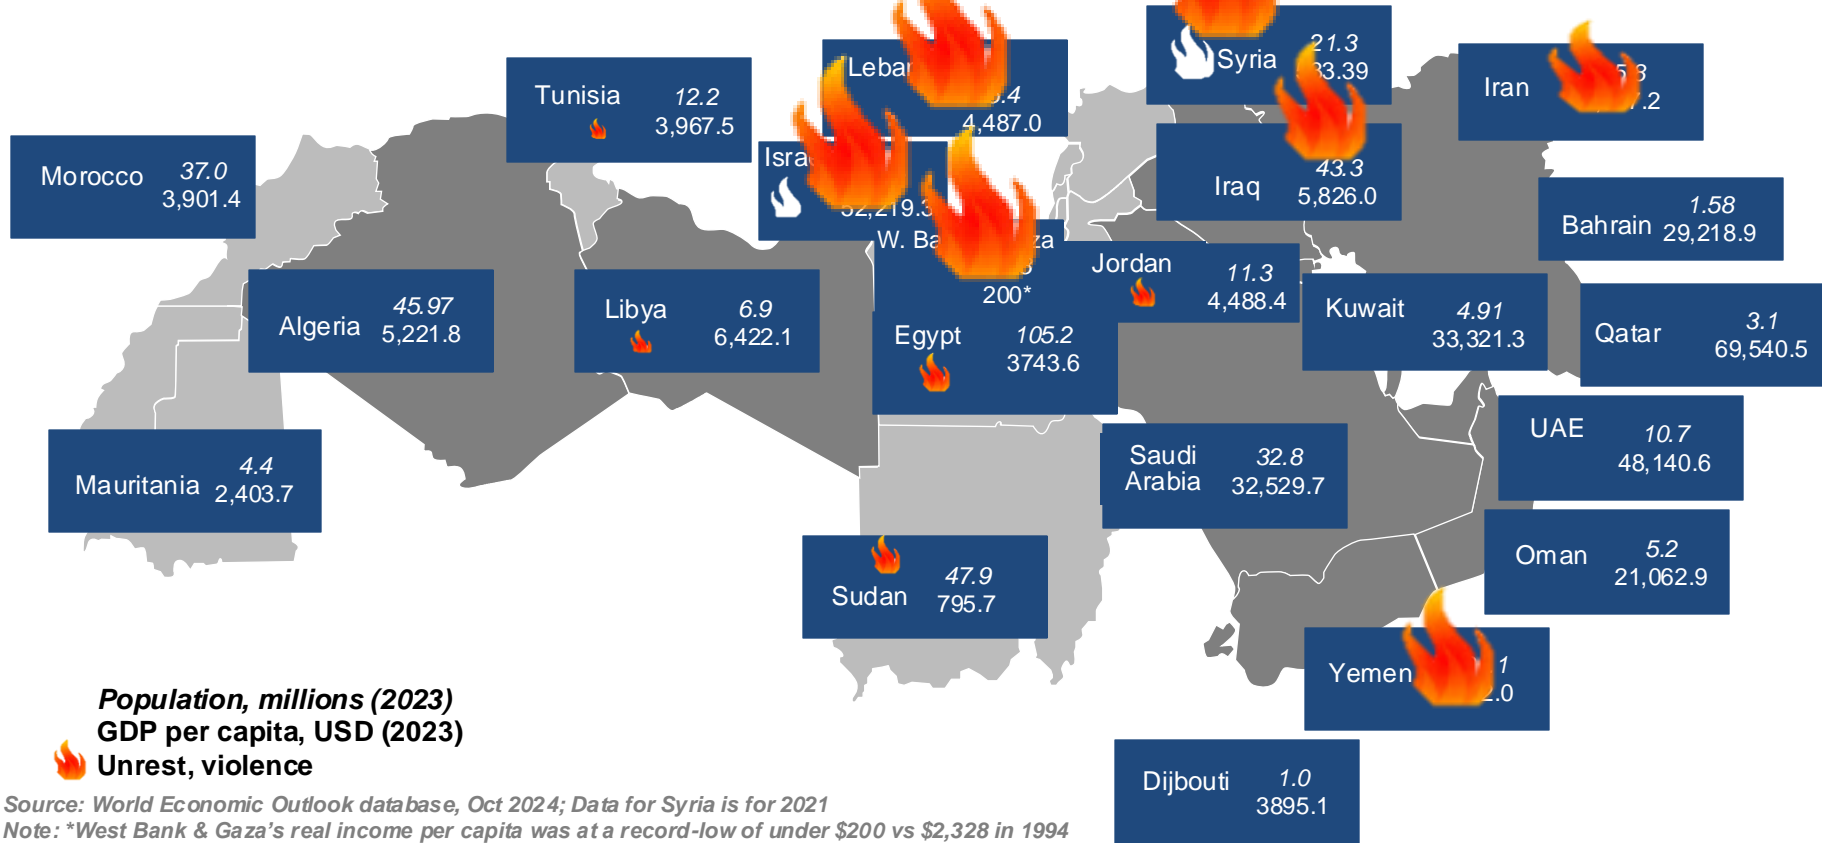 Tunisia
12.2
3,967.5
4,487.0
Syria
21.3
Iran
Morocco
37.0
3,901.4
Iraq
43.3
5,826.0
Bahrain
1.58
29,218.9
W.
200*
Jordan
11.3
4,488.4
Algeria
45.97
5,221.8
Libya
6.9
6,422.1
Egypt
105.2
3743.6
Kuwait
4.91
33,321.3
Qatar
3.1
69,540.5
UAE
10.7
48,140.6
Mauritania
4.4
2,403.7
Saudi
Arabia
32.8
32,529.7
Oman
5.2
21,062.9
Sudan
47.9
795.7
Yemen
Dijbouti
1.0
3895.1
Population, millions (2023)
GDP per capita, USD (2023)
Unrest, violence
Source: World Economic Outlook database, Oct 2024; Data for Syria is for 2021
Note: *West Bank & Gaza's real income per capita was at a record-low of under $200 vs $2,328 in 1994